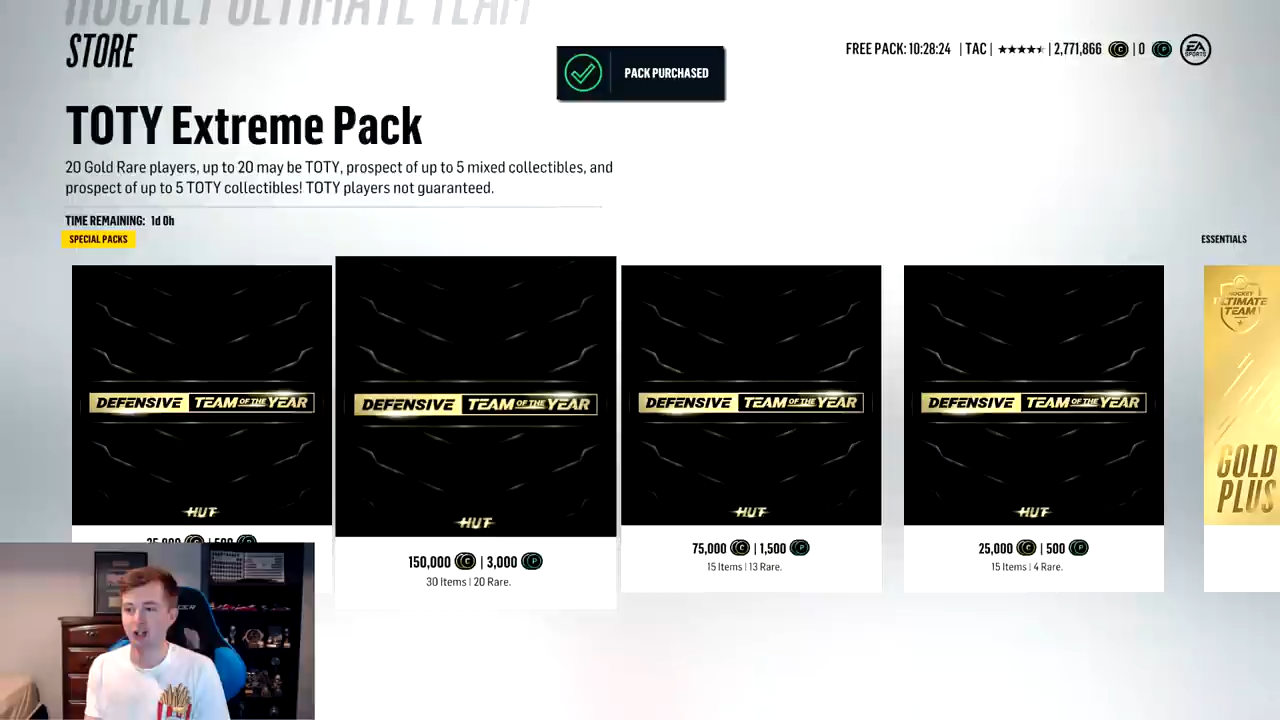 HOCKEY ULTIMATE TEAM
STORE
FREE PACK: 10:28:24 | TAC | 2,771,866 C | 0 P
EA SPORTS
PACK PURCHASED
TOTY Extreme Pack
20 Gold Rare players, up to 20 may be TOTY, prospect of up to 5 mixed collectibles, and
prospect of up to 5 TOTY collectibles! TOTY players not guaranteed.
TIME REMAINING: 1d 0h
SPECIAL PACKS
ESSENTIALS
DEFENSIVE TEAM OF THE YEAR
HUT
DEFENSIVE TEAM OF THE YEAR
HUT
150,000 C | 3,000 P
30 Items | 20 Rare.
DEFENSIVE TEAM OF THE YEAR
HUT
75,000 C | 1,500 P
15 Items | 13 Rare.
DEFENSIVE TEAM OF THE YEAR
HUT
25,000 C | 500 P
15 Items | 4 Rare.
HOCKEY
ULTIMATE
TEAM
GOLD
PLUS